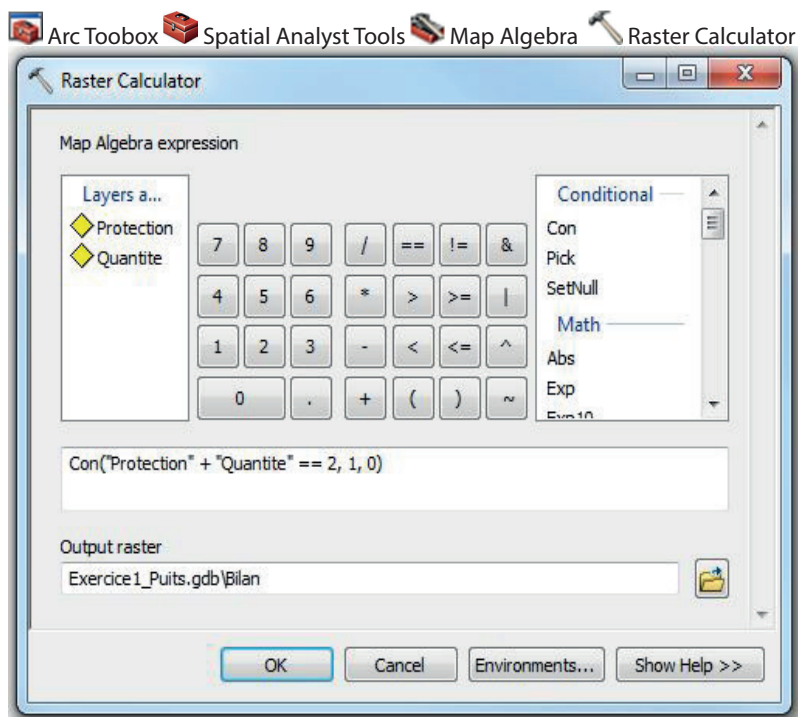 Arc Toobox Spatial Analyst Tools Map Algebra Raster Calculator
Raster Calculator
Map Algebra expression
Layers a...
Protection
Quantite
7 8 9 / == != &
4 5 6 * > >= |
1 2 3 - < <= ^
0 . + ( ) ~
Conditional
Con
Pick
SetNull
Math
Abs
Exp
Exp10
Con("Protection" + "Quantite" == 2, 1, 0)
Output raster
Exercice1_Puits.gdb\Bilan
OK Cancel Environments... Show Help >>